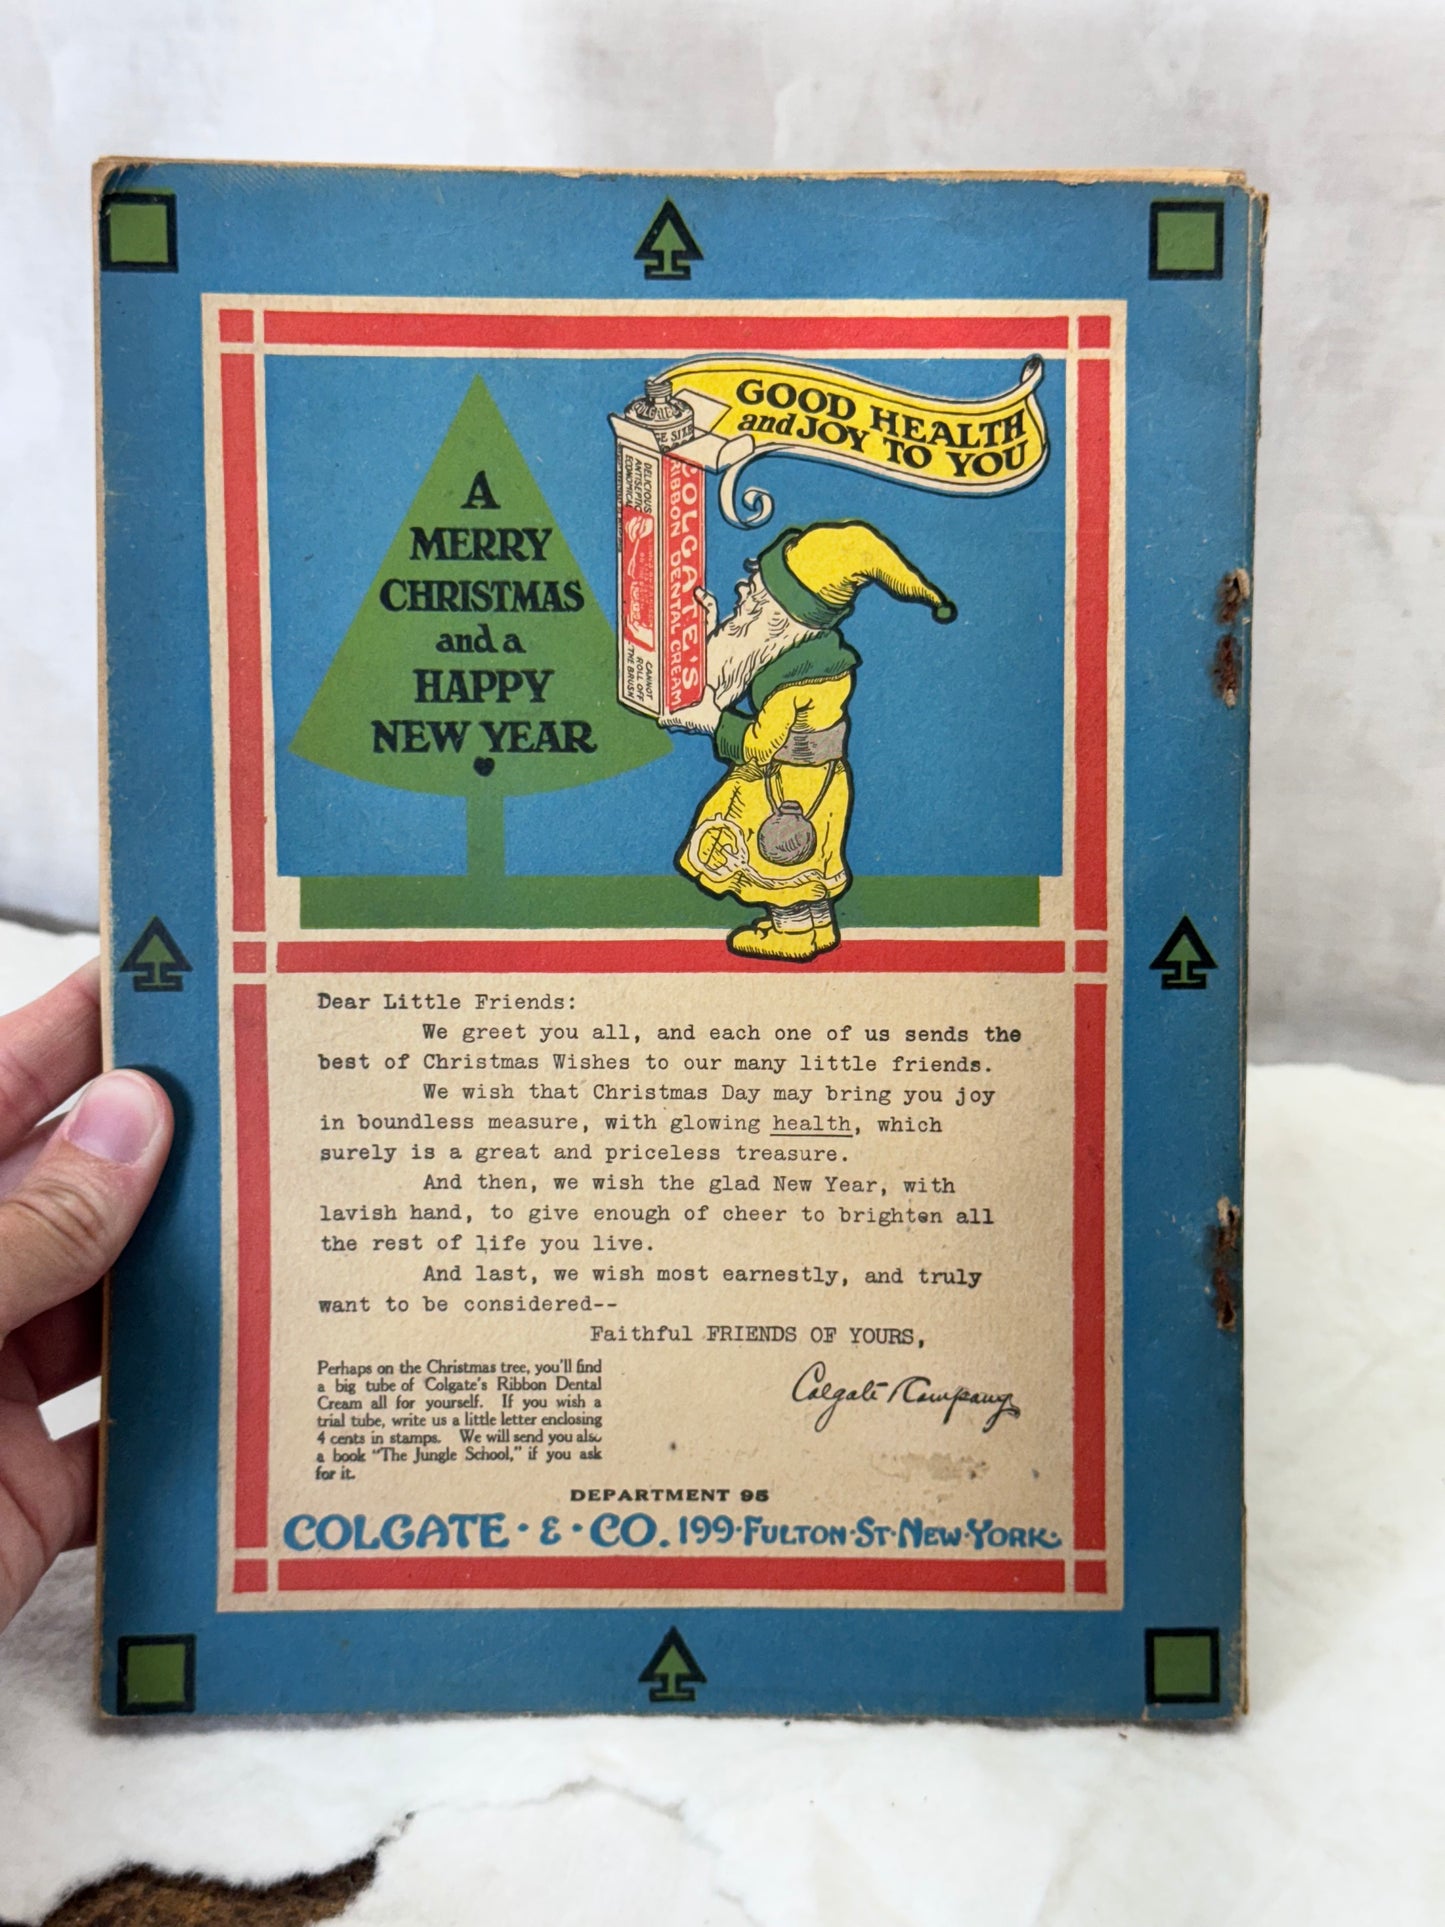 A
MERRY
CHRISTMAS
and a
HAPPY
NEW YEAR
GOOD HEALTH
and JOY TO YOU
COLGATE'S
RIBBON DENTAL CREAM
DELICIOUS
ANTISEPTIC
ECONOMICAL
CANNOT
ROLL OFF
THE BRUSH
Dear Little Friends:
We greet you all, and each one of us sends the
best of Christmas Wishes to our many little friends.
We wish that Christmas Day may bring you joy
in boundless measure, with glowing health, which
surely is a great and priceless treasure.
And then, we wish the glad New Year, with
lavish hand, to give enough of cheer to brighten all
the rest of life you live.
And last, we wish most earnestly, and truly
want to be considered--
Faithful FRIENDS OF YOURS,
Colgate & Company
Perhaps on the Christmas tree, you'll find
a big tube of Colgate's Ribbon Dental
Cream all for yourself. If you wish a
trial tube, write us a little letter enclosing
4 cents in stamps. We will send you also
a book "The Jungle School," if you ask
for it.
DEPARTMENT 95
COLGATE · & · CO. 199·FULTON·ST·NEW·YORK·